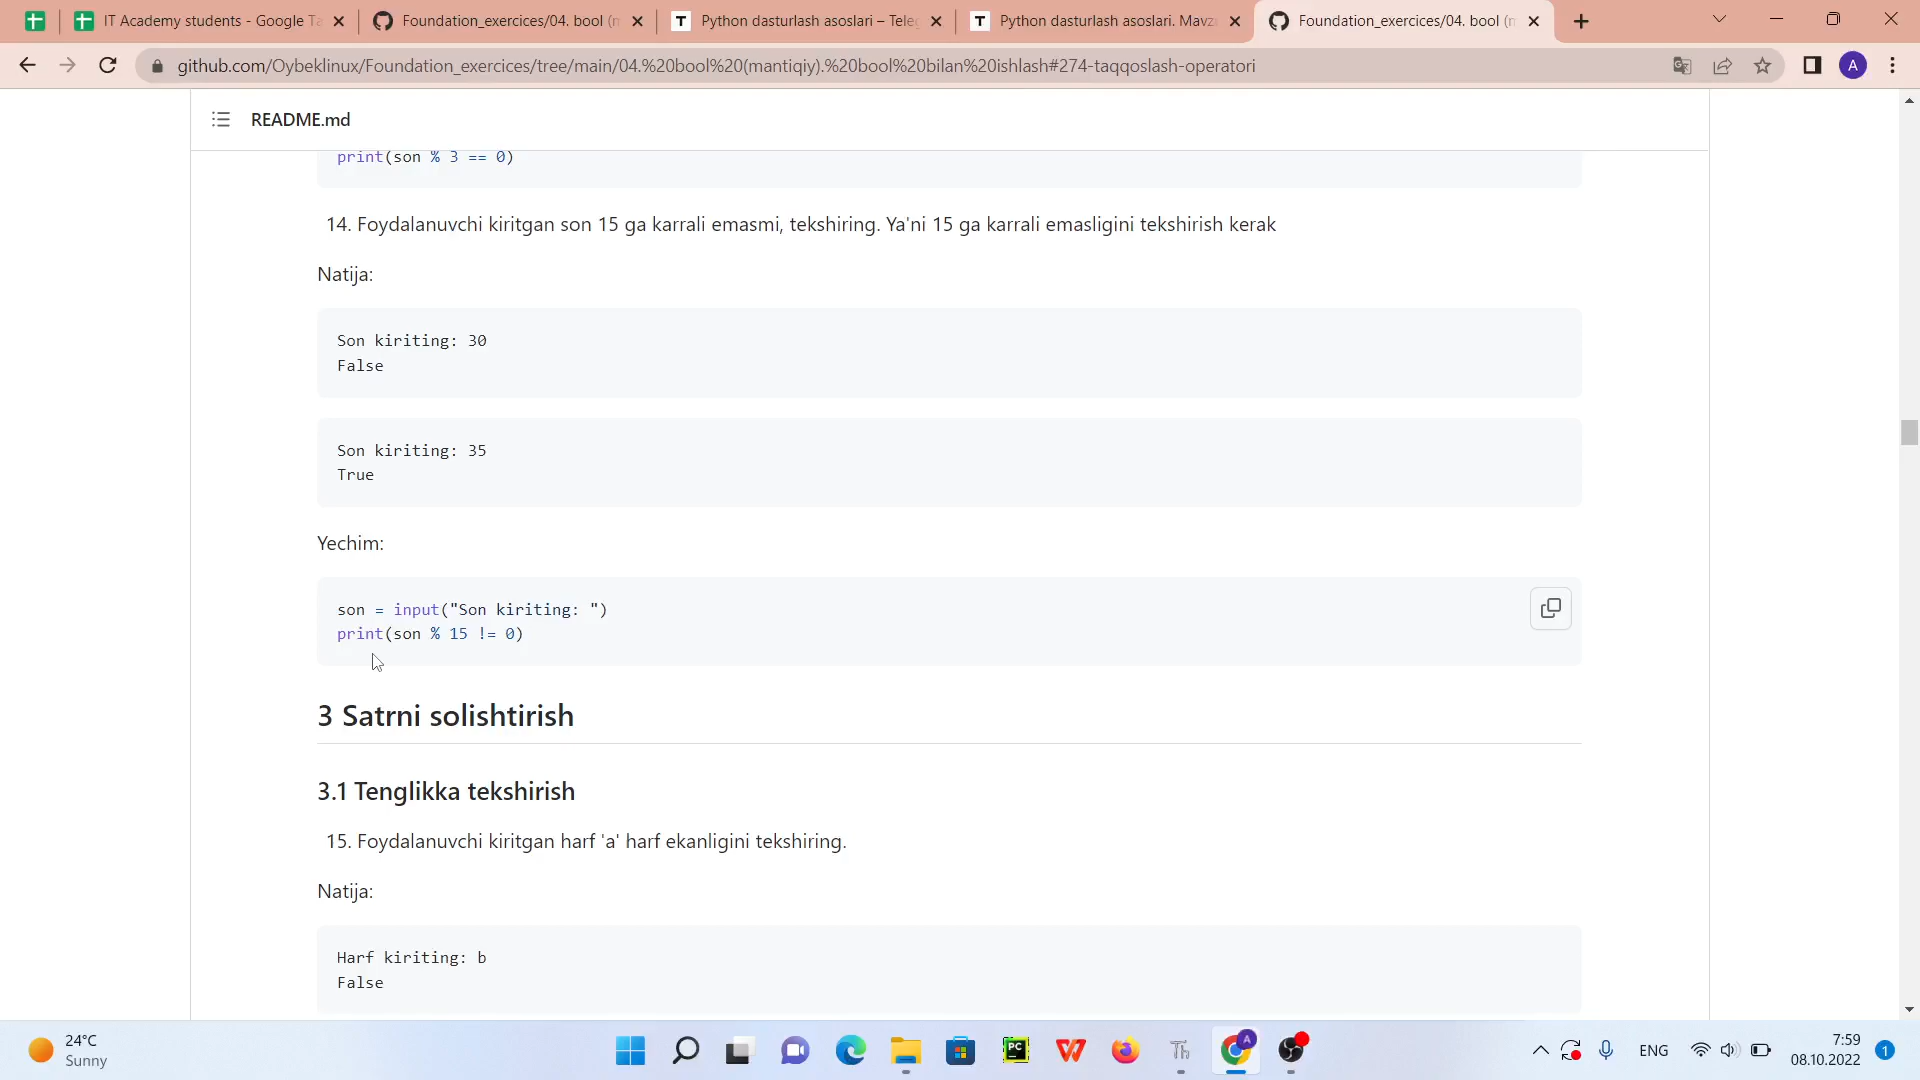 IT Academy students - Google Ta
Foundation_exercices/04. bool (m
Python dasturlash asoslari – Teleg
Python dasturlash asoslari. Mavz
Foundation_exercices/04. bool (m
github.com/Oybeklinux/Foundation_exercices/tree/main/04.%20bool%20(mantiqiy).%20bool%20bilan%20ishlash#274-taqqoslash-operatori
A
README.md
print(son % 3 == 0)
14. Foydalanuvchi kiritgan son 15 ga karrali emasmi, tekshiring. Ya'ni 15 ga karrali emasligini tekshirish kerak
Natija:
Son kiriting: 30
False
Son kiriting: 35
True
Yechim:
son = input("Son kiriting: ")
print(son % 15 != 0)
3 Satrni solishtirish
3.1 Tenglikka tekshirish
15. Foydalanuvchi kiritgan harf 'a' harf ekanligini tekshiring.
Natija:
Harf kiriting: b
False
24°C
Sunny
PC
Th
A
ENG
7:59
08.10.2022
1